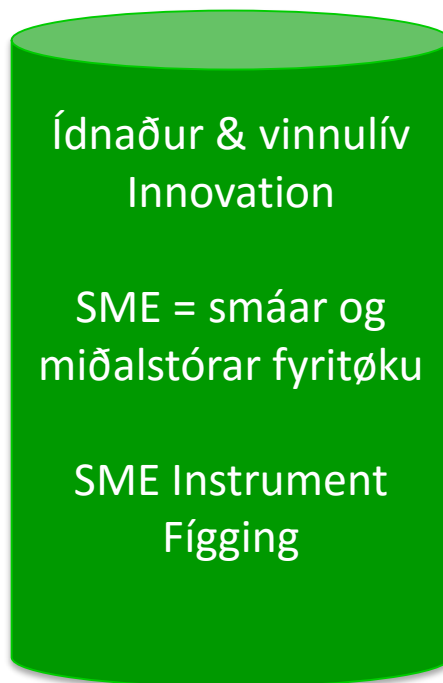 Ídnaður & vinnulív
Innovation
SME = smáar og
miðalstórar fyritøku
SME Instrument
Fígging